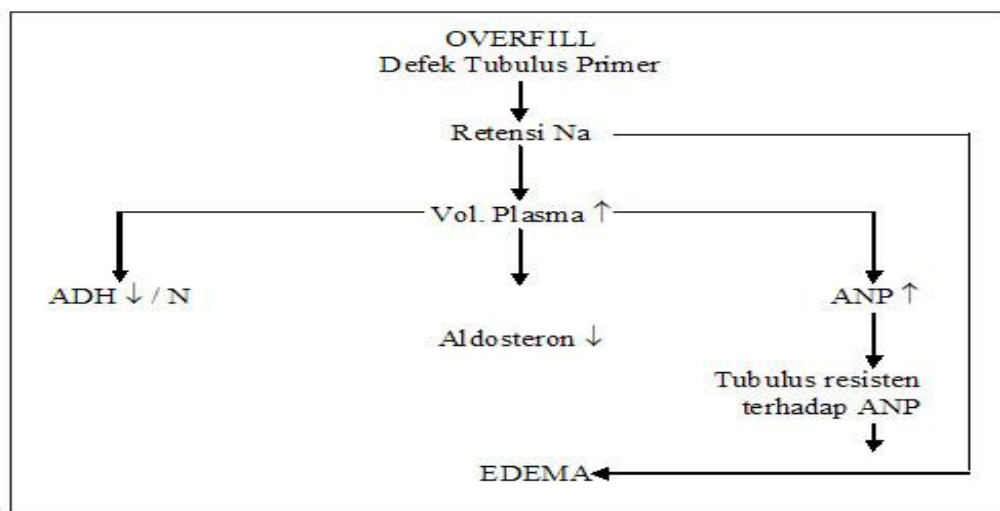 OVERFILL
Defek Tubulus Primer
Retensi Na
Vol. Plasma ↑
ADH ↓ / N
ANP ↑
Aldosteron ↓
Tubulus resisten
terhadap ANP
EDEMA